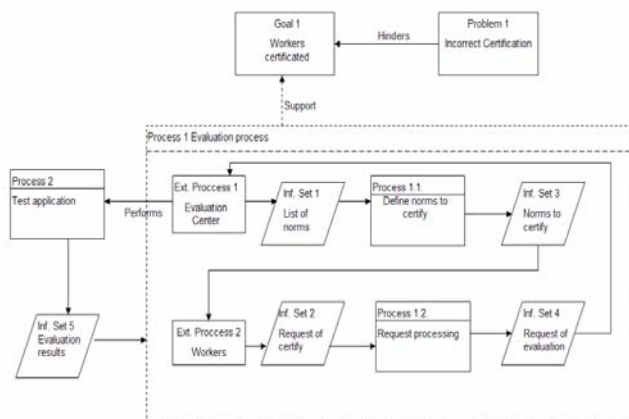 Goal 1
Workers
certificated
Problem 1
Incorrect Certification
Hinders
Support
Process 1 Evaluation process
Process 2
Test application
Performs
Ext. Proccess 1
Evaluation
Center
Inf. Set 1
List of
norms
Process 1.1.
Define norms to
certify
Inf. Set 3
Norms to
certify
Inf. Set 5
Evaluation
results
Ext. Proccess 2
Workers
Inf. Set 2
Request of
certify
Process 1.2.
Request processing
Inf. Set 4
Request of
evaluation